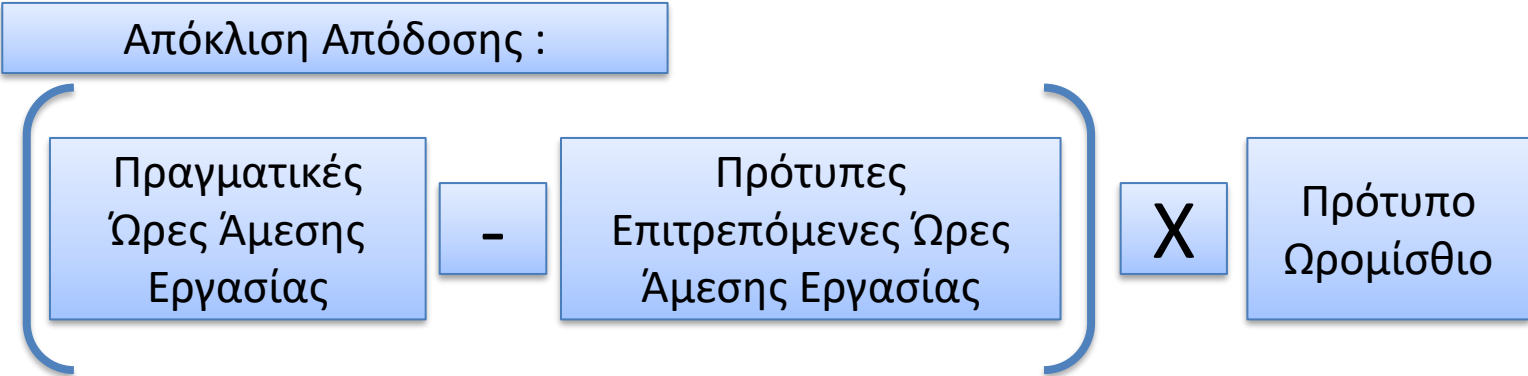 Απόκλιση Απόδοσης :
Πραγματικές
Ώρες Άμεσης
Εργασίας
-
Πρότυπες
Επιτρεπόμενες Ώρες
Άμεσης Εργασίας
X
Πρότυπο
Ωρομίσθιο